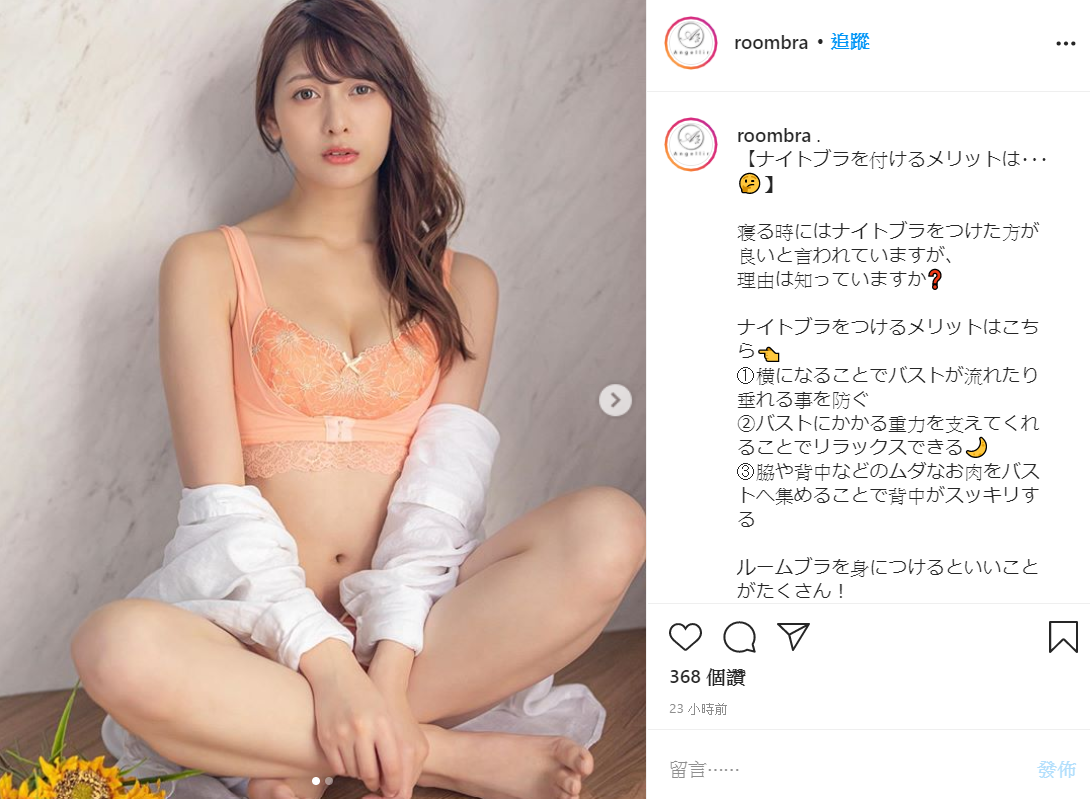 roombra • 追蹤
roombra .
【ナイトブラを付けるメリットは･･･
🤔】
寝る時にはナイトブラをつけた方が
良いと言われていますが、
理由は知っていますか❓
ナイトブラをつけるメリットはこち
ら👈
①横になることでバストが流れたり
垂れる事を防ぐ
②バストにかかる重力を支えてくれ
ることでリラックスできる🌙
③脇や背中などのムダなお肉をバス
トへ集めることで背中がスッキリす
る
ルームブラを身につけるといいこと
がたくさん！
368 個讚
23 小時前
留言⋯⋯
發佈